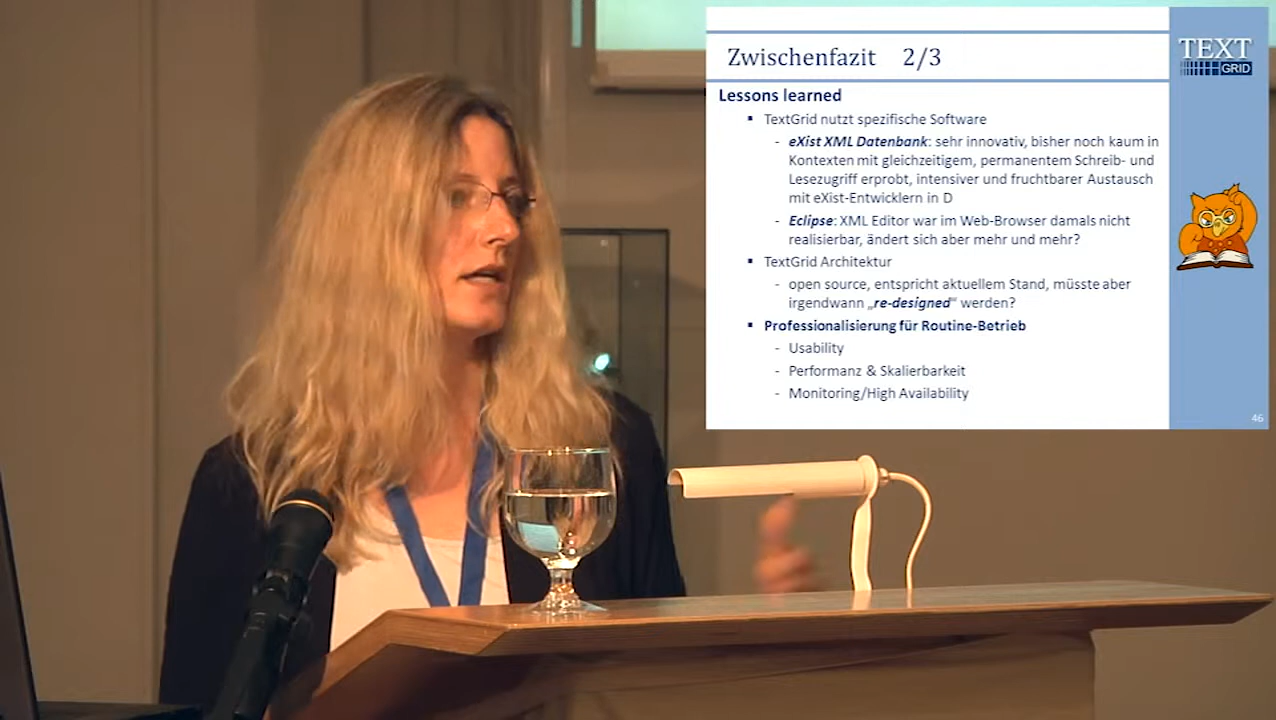 Zwischenfazit 2/3
TEXT
GRID
Lessons learned
▪ TextGrid nutzt spezifische Software
- eXist XML Datenbank: sehr innovativ, bisher noch kaum in
Kontexten mit gleichzeitigem, permanentem Schreib- und
Lesezugriff erprobt, intensiver und fruchtbarer Austausch
mit eXist-Entwicklern in D
- Eclipse: XML Editor war im Web-Browser damals nicht
realisierbar, ändert sich aber mehr und mehr?
▪ TextGrid Architektur
- open source, entspricht aktuellem Stand, müsste aber
irgendwann „re-designed“ werden?
▪ Professionalisierung für Routine-Betrieb
- Usability
- Performanz & Skalierbarkeit
- Monitoring/High Availability
46